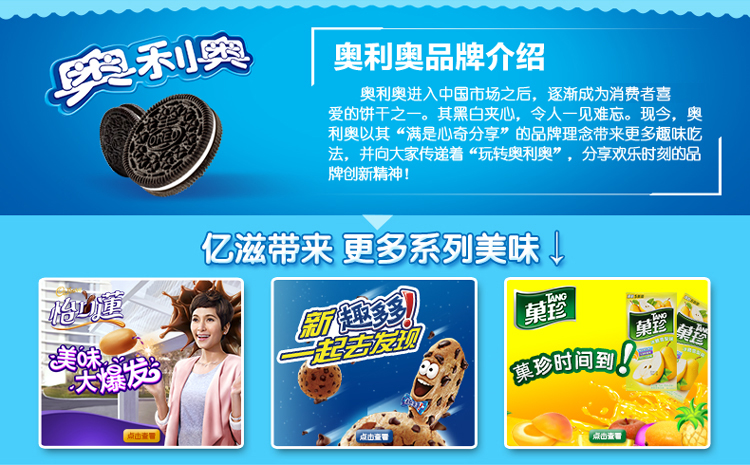 奥利奥
奥利奥品牌介绍
奥利奥进入中国市场之后，逐渐成为消费者喜
爱的饼干之一。其黑白夹心，令人一见难忘。现今，奥
利奥以其“满是心奇分享”的品牌理念带来更多趣味吃
法，并向大家传递着“玩转奥利奥”，分享欢乐时刻的品
牌创新精神！
OREO
亿滋带来 更多系列美味↓
怡口莲
美味
大爆发
点击查看
新趣多多!
一起去发现
点击查看
TANG
菓珍
TANG
菓珍
菓珍时间到！
点击查看